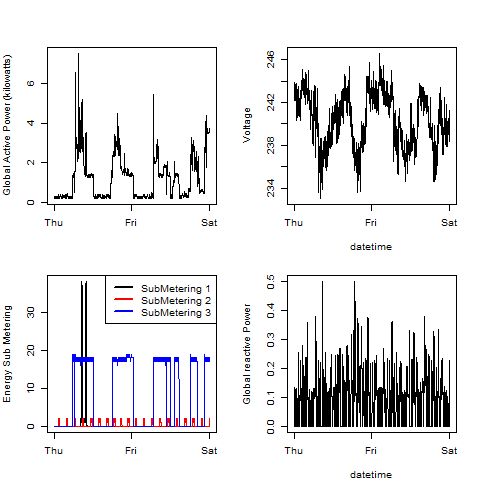 Global Active Power (kilowatts)
0 2 4 6
Thu Fri Sat
Voltage
234 238 242 246
Thu Fri Sat
datetime
Energy Sub Metering
0 10 20 30
Thu Fri Sat
SubMetering 1
SubMetering 2
SubMetering 3
Global reactive Power
0.0 0.1 0.2 0.3 0.4 0.5
Thu Fri Sat
datetime